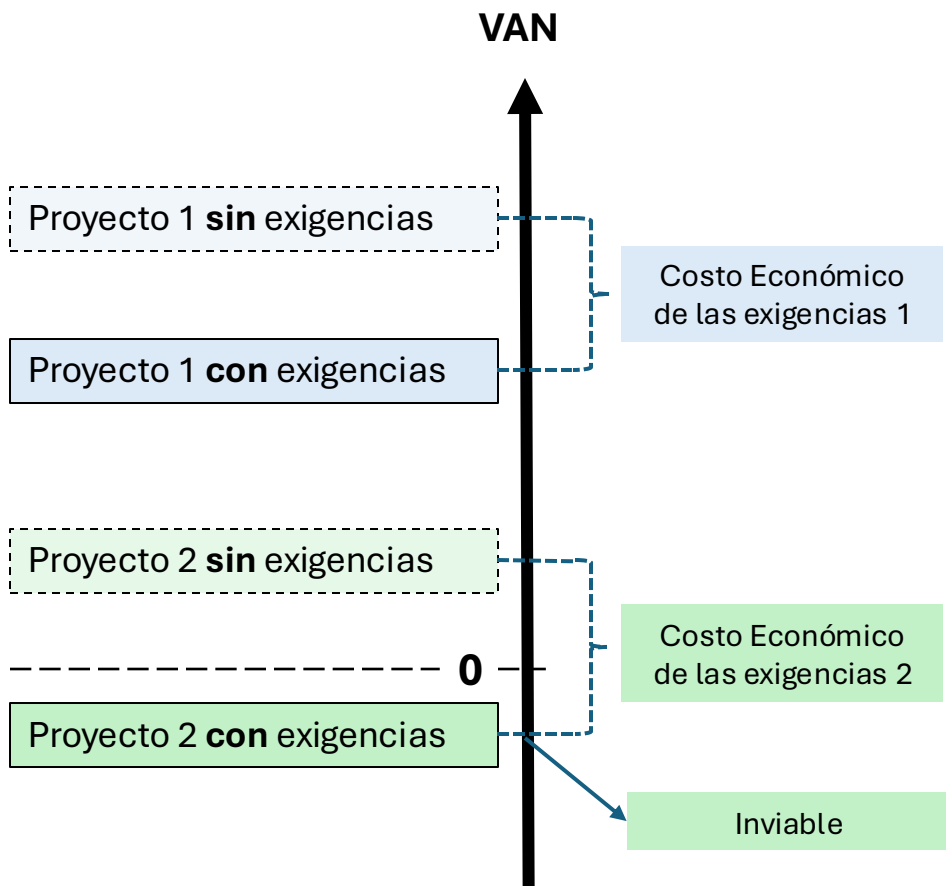 VAN
Proyecto 1 sin exigencias
Costo Económico
de las exigencias 1
Proyecto 1 con exigencias
Proyecto 2 sin exigencias
Costo Económico
de las exigencias 2
0
Proyecto 2 con exigencias
Inviable